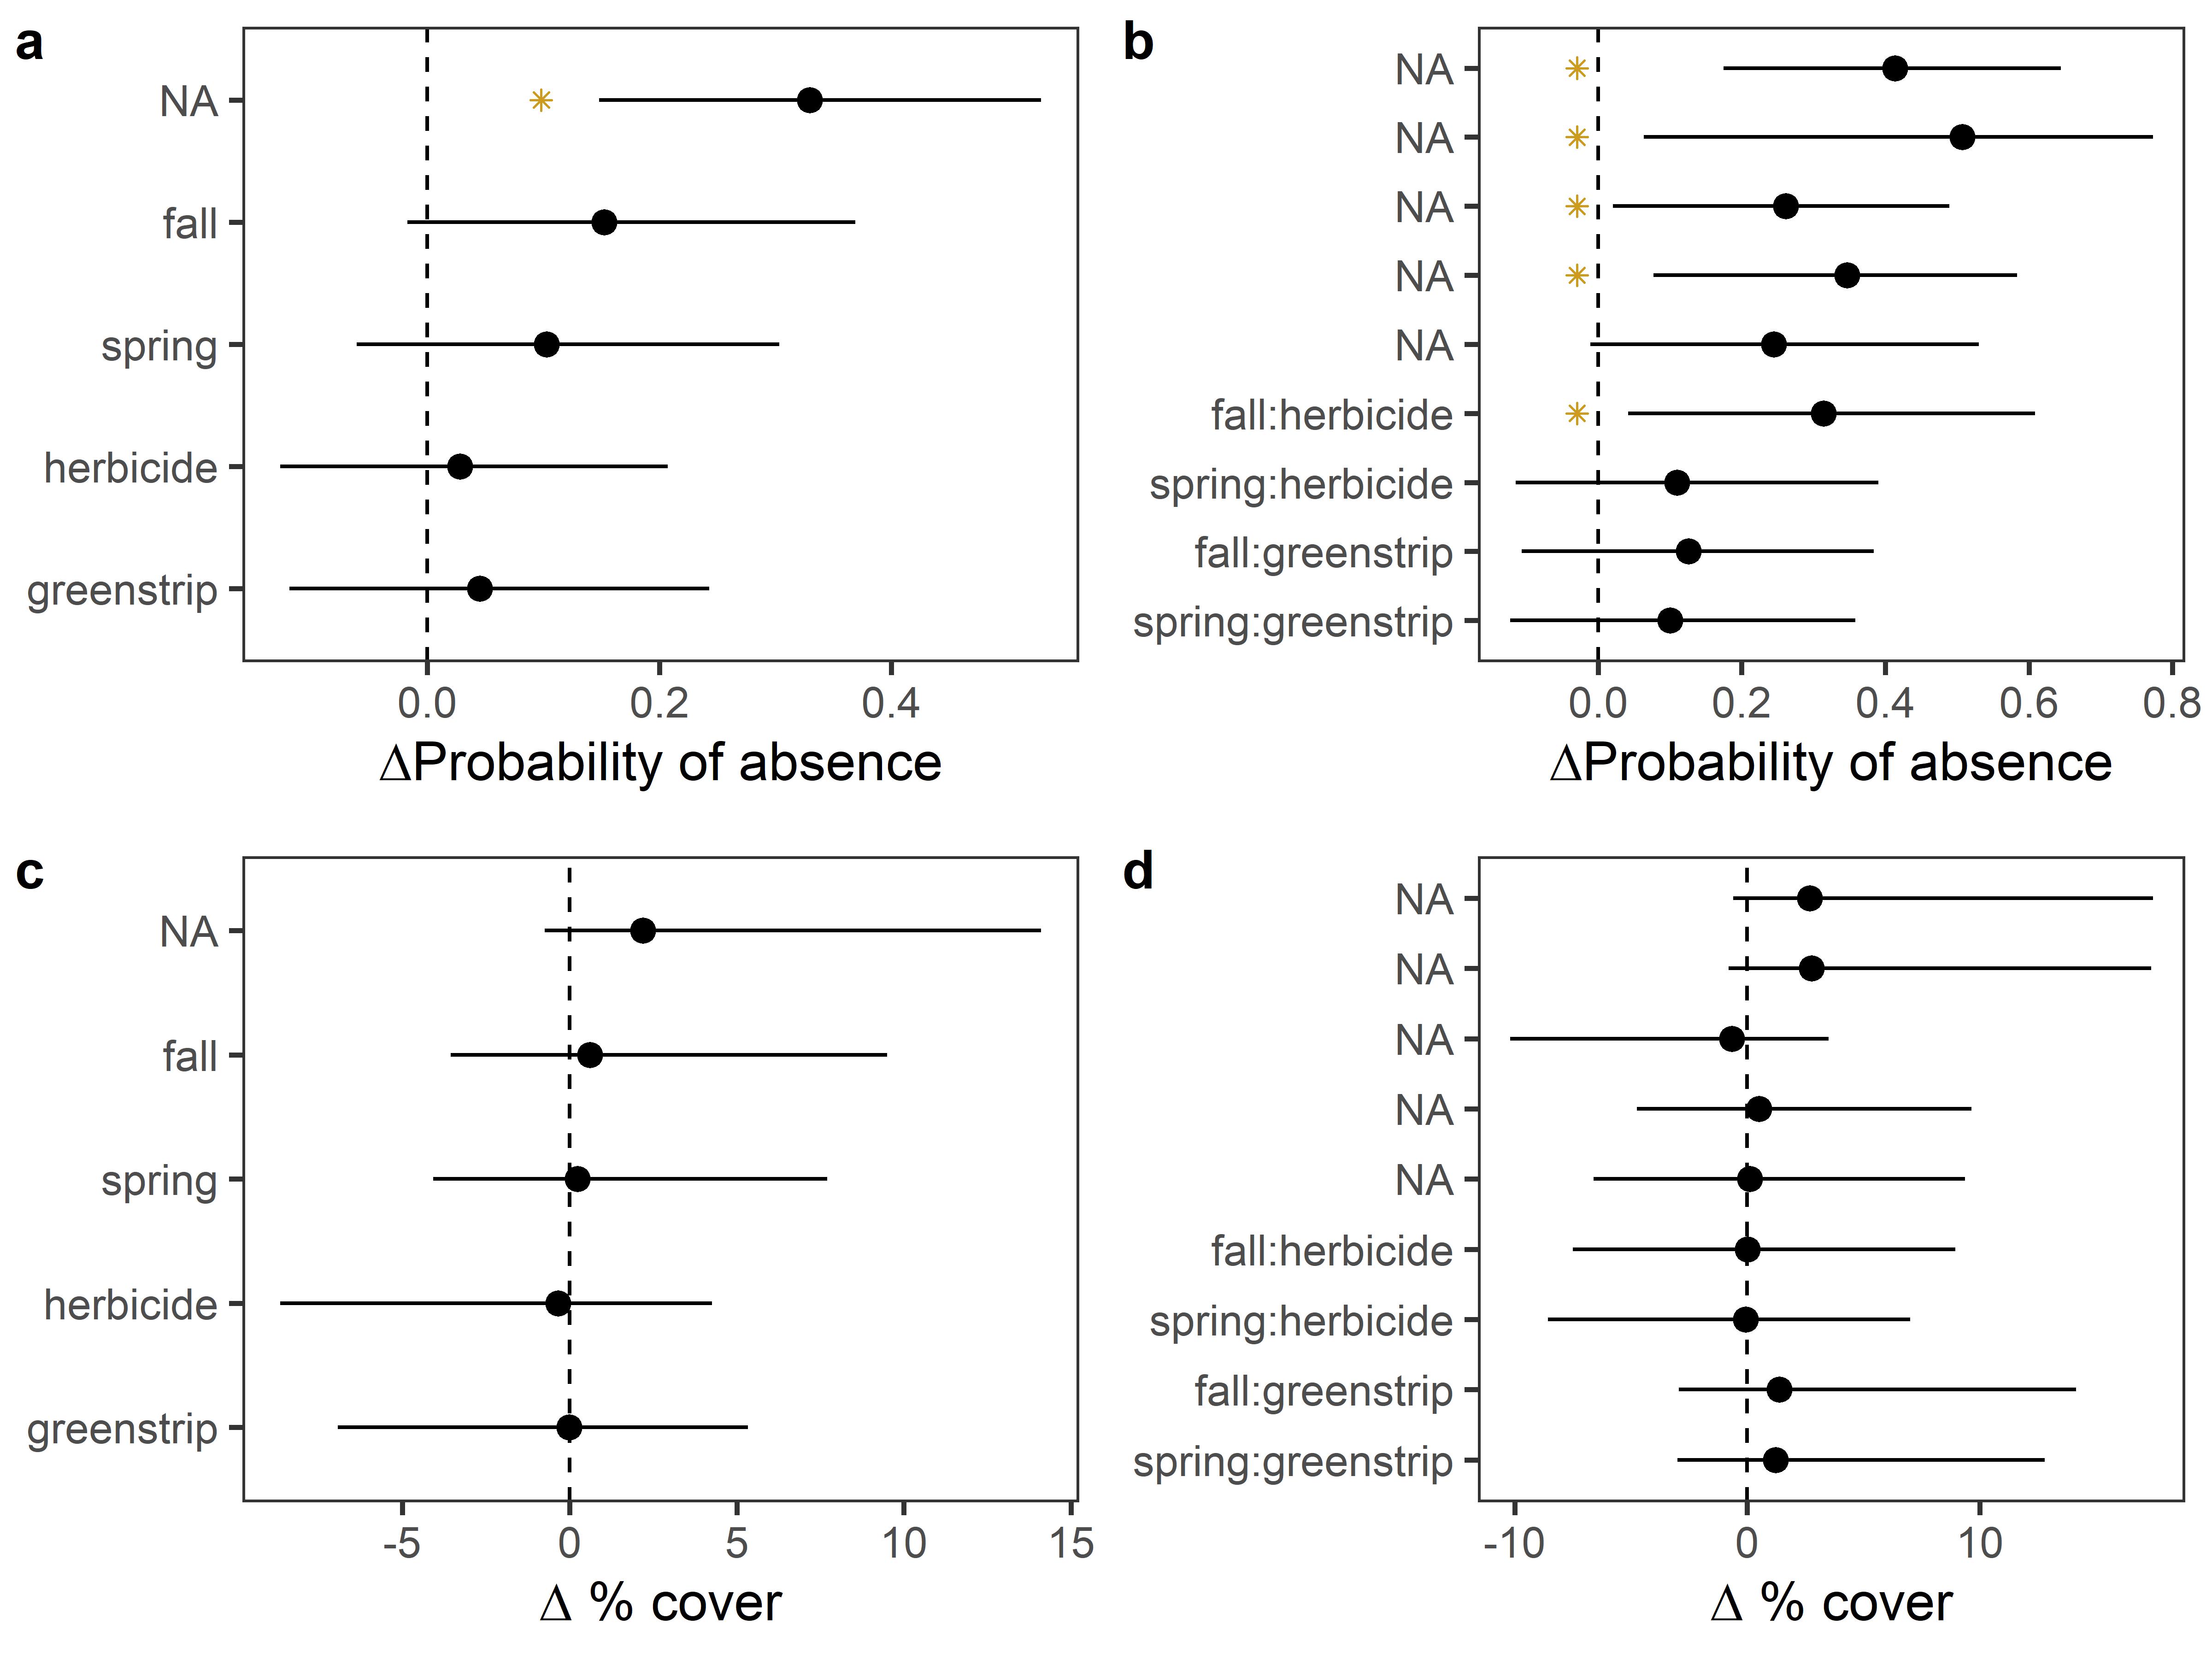 a
NA
fall
spring
herbicide
greenstrip
0.0 0.2 0.4
ΔProbability of absence
b
NA
NA
NA
NA
NA
fall:herbicide
spring:herbicide
fall:greenstrip
spring:greenstrip
0.0 0.2 0.4 0.6 0.8
ΔProbability of absence
c
NA
fall
spring
herbicide
greenstrip
-5 0 5 10 15
Δ % cover
d
NA
NA
NA
NA
NA
fall:herbicide
spring:herbicide
fall:greenstrip
spring:greenstrip
-10 0 10
Δ % cover